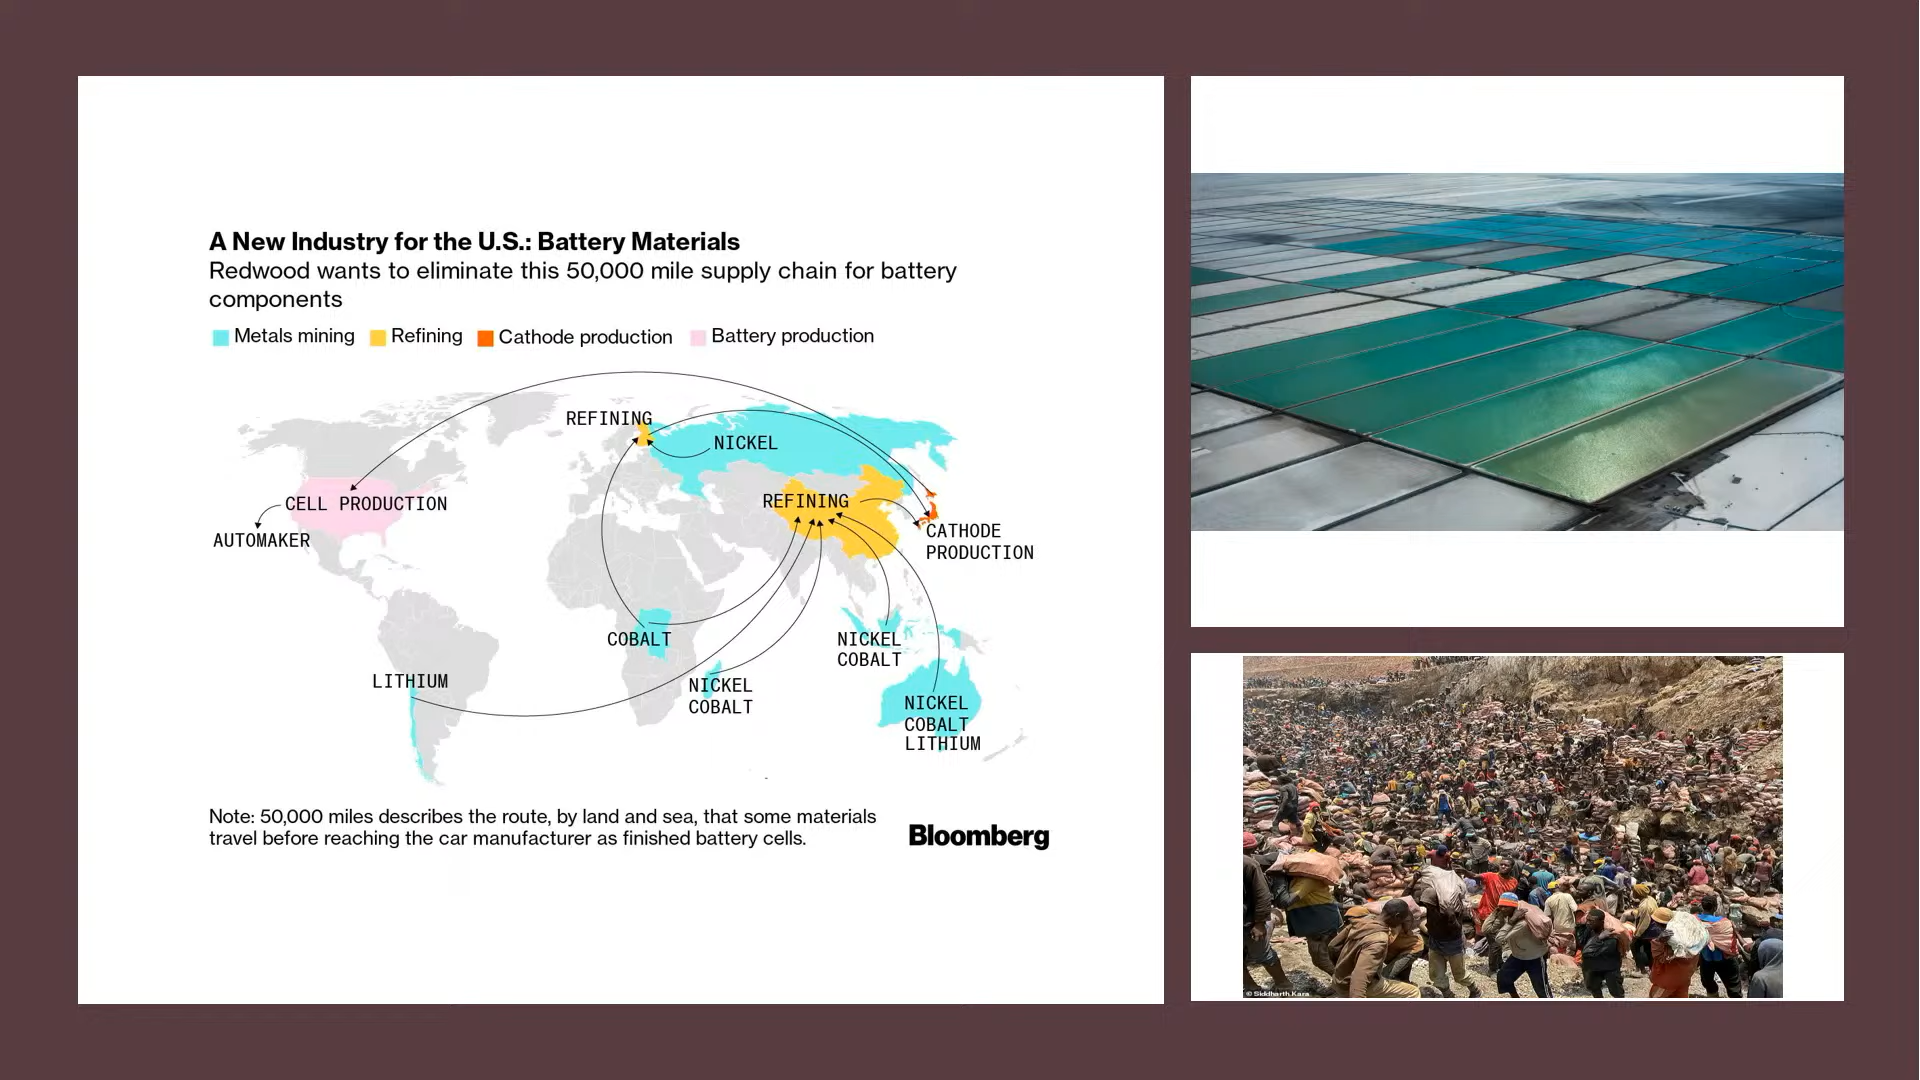 A New Industry for the U.S.: Battery Materials
Redwood wants to eliminate this 50,000 mile supply chain for battery
components
Metals mining Refining Cathode production Battery production
REFINING
NICKEL
CELL PRODUCTION
REFINING
AUTOMAKER
CATHODE
PRODUCTION
COBALT
NICKEL
COBALT
LITHIUM
NICKEL
COBALT
NICKEL
COBALT
LITHIUM
Note: 50,000 miles describes the route, by land and sea, that some materials
travel before reaching the car manufacturer as finished battery cells.
Bloomberg
© Siddharth Kara